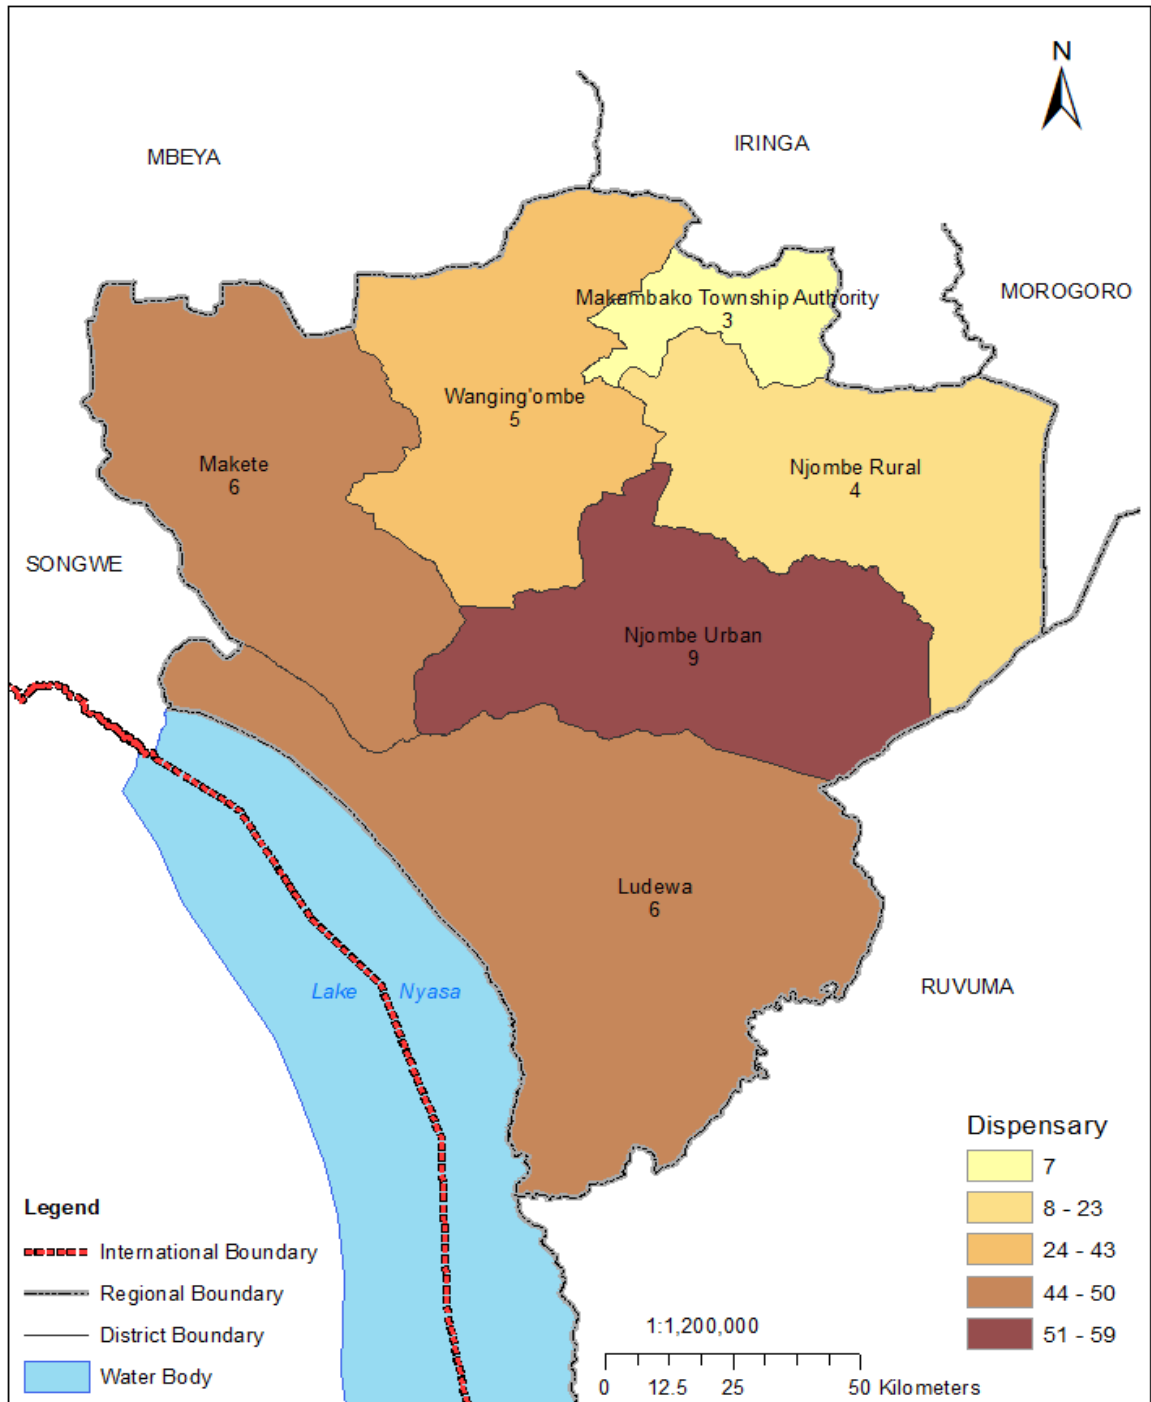 N
IRINGA
MBEYA
MOROGORO
Makambako Township Authority
3
Wanging'ombe
5
Makete
6
Njombe Rural
4
SONGWE
Njombe Urban
9
Ludewa
6
Lake Nyasa
RUVUMA
Dispensary
7
8 - 23
24 - 43
44 - 50
51 - 59
Legend
International Boundary
Regional Boundary
District Boundary
Water Body
1:1,200,000
0 12.5 25 50 Kilometers